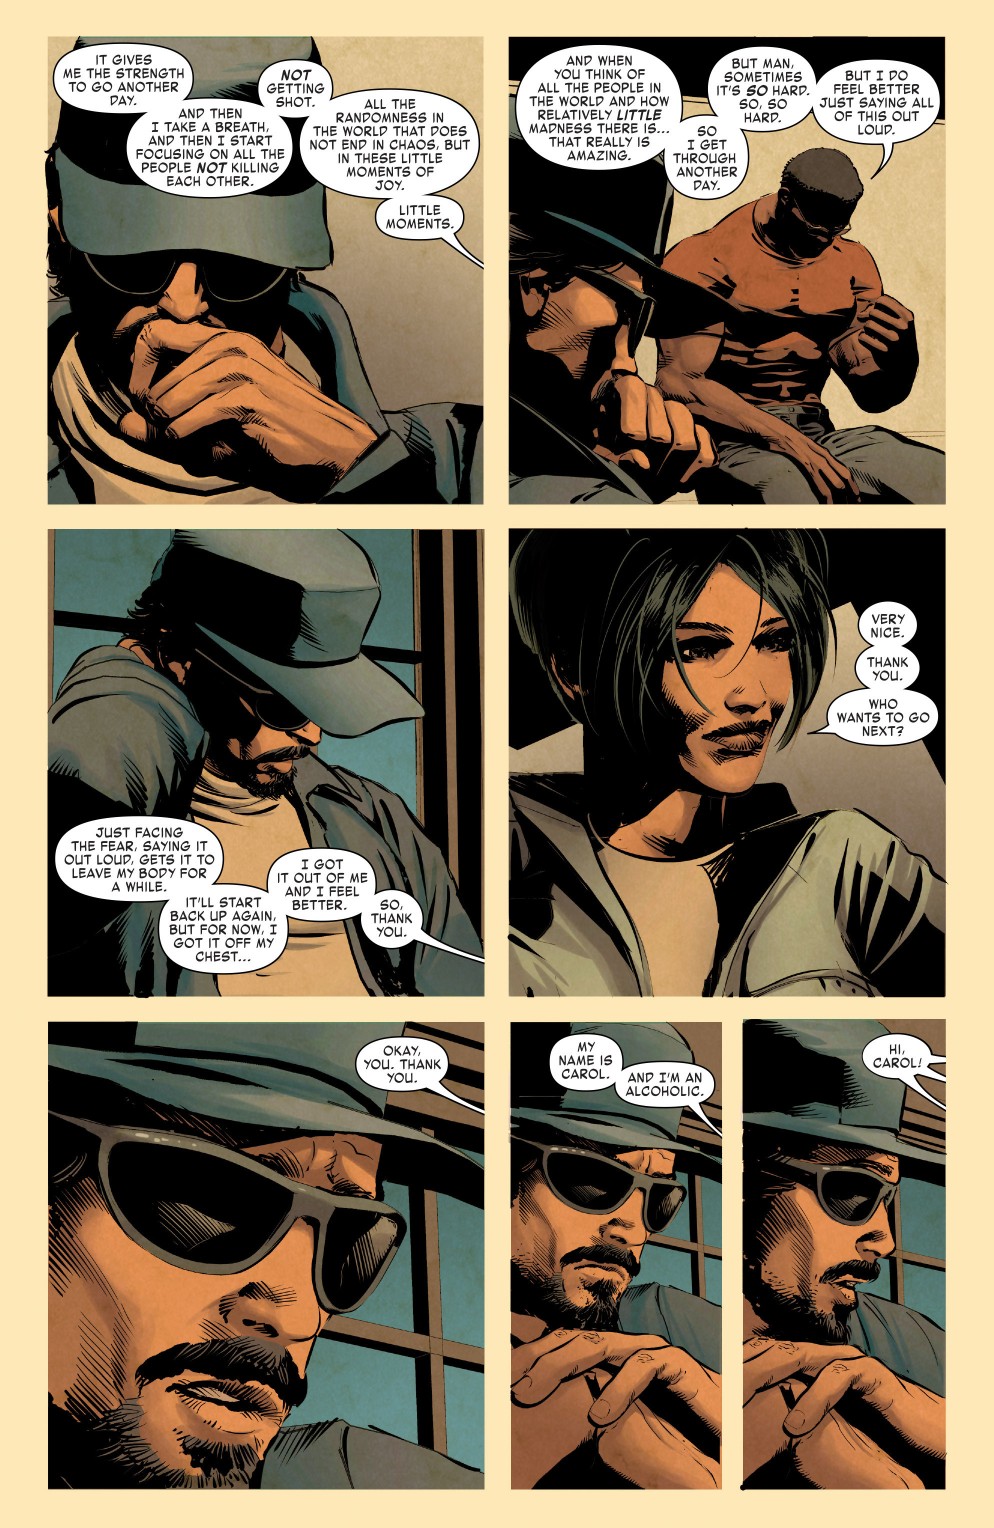 IT GIVES
ME THE STRENGTH
TO GO ANOTHER
DAY.
AND THEN
I TAKE A BREATH,
AND THEN I START
FOCUSING ON ALL THE
PEOPLE NOT KILLING
EACH OTHER.
NOT
GETTING
SHOT.
ALL THE
RANDOMNESS IN
THE WORLD THAT DOES
NOT END IN CHAOS, BUT
IN THESE LITTLE
MOMENTS OF
JOY.
LITTLE
MOMENTS.
AND WHEN
YOU THINK OF
ALL THE PEOPLE IN
THE WORLD AND HOW
RELATIVELY LITTLE
MADNESS THERE IS...
THAT REALLY IS
AMAZING.
SO
I GET
THROUGH
ANOTHER
DAY.
BUT MAN,
SOMETIMES
IT'S SO HARD.
SO, SO
HARD.
BUT I DO
FEEL BETTER
JUST SAYING ALL
OF THIS OUT
LOUD.
JUST FACING
THE FEAR, SAYING IT
OUT LOUD, GETS IT TO
LEAVE MY BODY FOR
A WHILE.
IT'LL START
BACK UP AGAIN,
BUT FOR NOW, I
GOT IT OFF MY
CHEST...
I GOT
IT OUT OF ME
AND I FEEL
BETTER.
SO,
THANK
YOU.
VERY
NICE.
THANK
YOU.
WHO
WANTS TO GO
NEXT?
OKAY,
YOU. THANK
YOU.
MY
NAME IS
CAROL.
AND I'M AN
ALCOHOLIC.
HI,
CAROL!